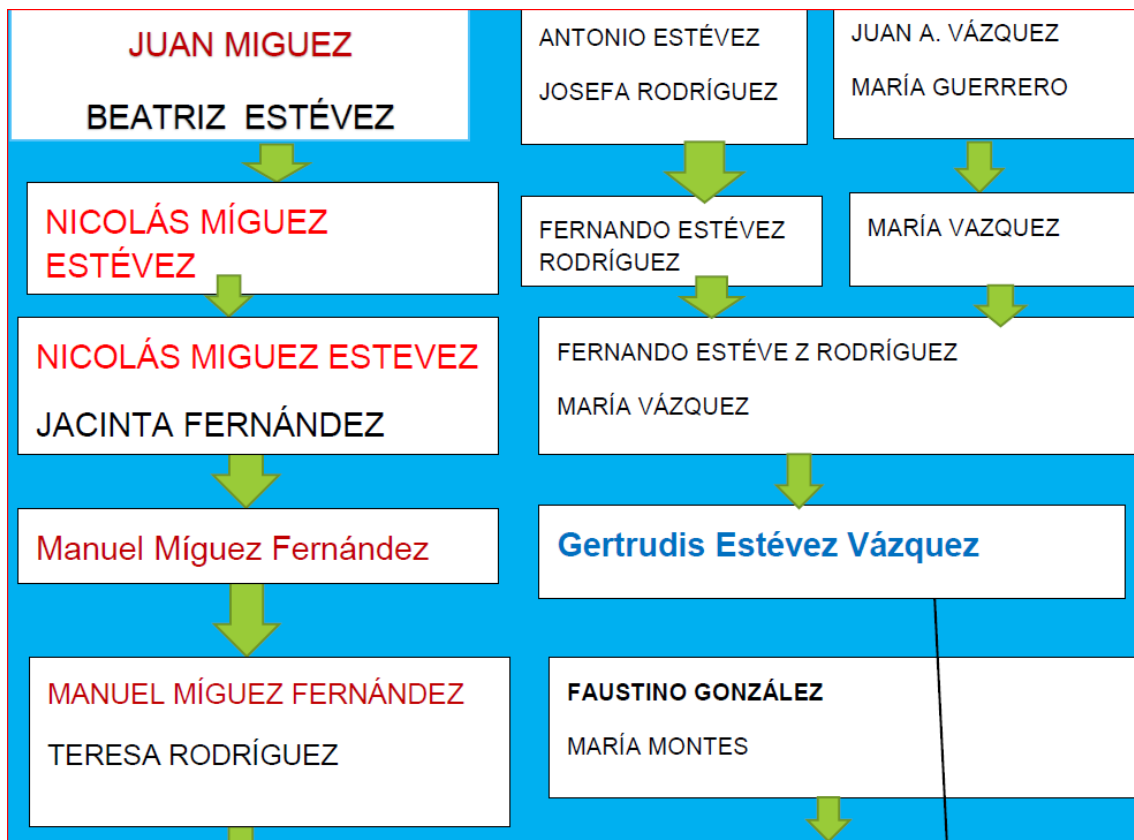 JUAN MIGUEZ
BEATRIZ ESTÉVEZ
ANTONIO ESTÉVEZ
JOSEFA RODRÍGUEZ
JUAN A. VÁZQUEZ
MARÍA GUERRERO
NICOLÁS MÍGUEZ
ESTÉVEZ
FERNANDO ESTÉVEZ
RODRÍGUEZ
MARÍA VAZQUEZ
NICOLÁS MIGUEZ ESTEVEZ
JACINTA FERNÁNDEZ
FERNANDO ESTÉVE Z RODRÍGUEZ
MARÍA VÁZQUEZ
Manuel Míguez Fernández
Gertrudis Estévez Vázquez
MANUEL MÍGUEZ FERNÁNDEZ
TERESA RODRÍGUEZ
FAUSTINO GONZÁLEZ
MARÍA MONTES